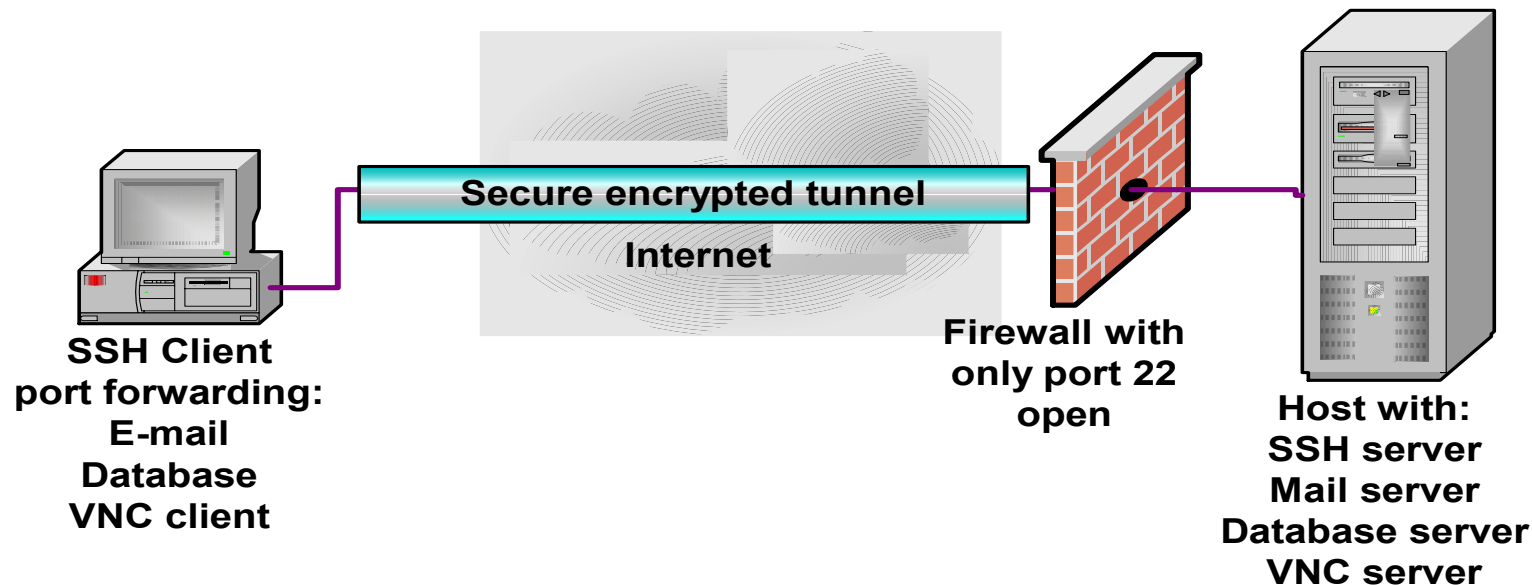 Secure encrypted tunnel
Internet
SSH Client
port forwarding:
E-mail
Database
VNC client
Firewall with
only port 22
open
Host with:
SSH server
Mail server
Database server
VNC server